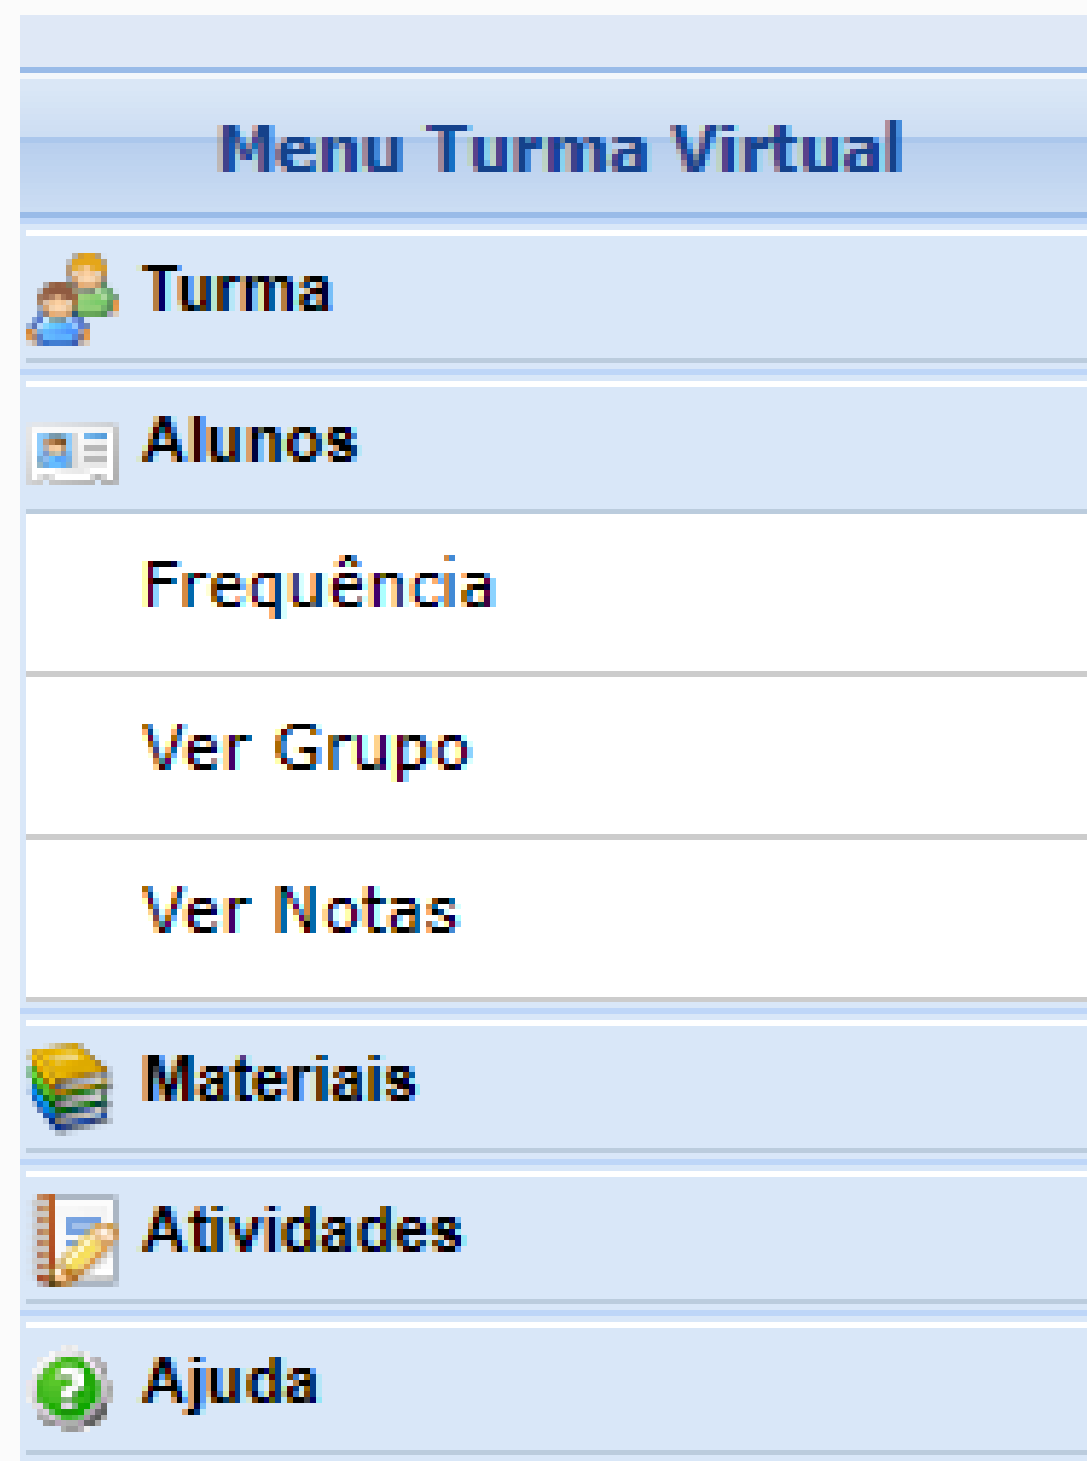 Menu Turma Virtual
Turma
Alunos
Frequência
Ver Grupo
Ver Notas
Materiais
Atividades
Ajuda